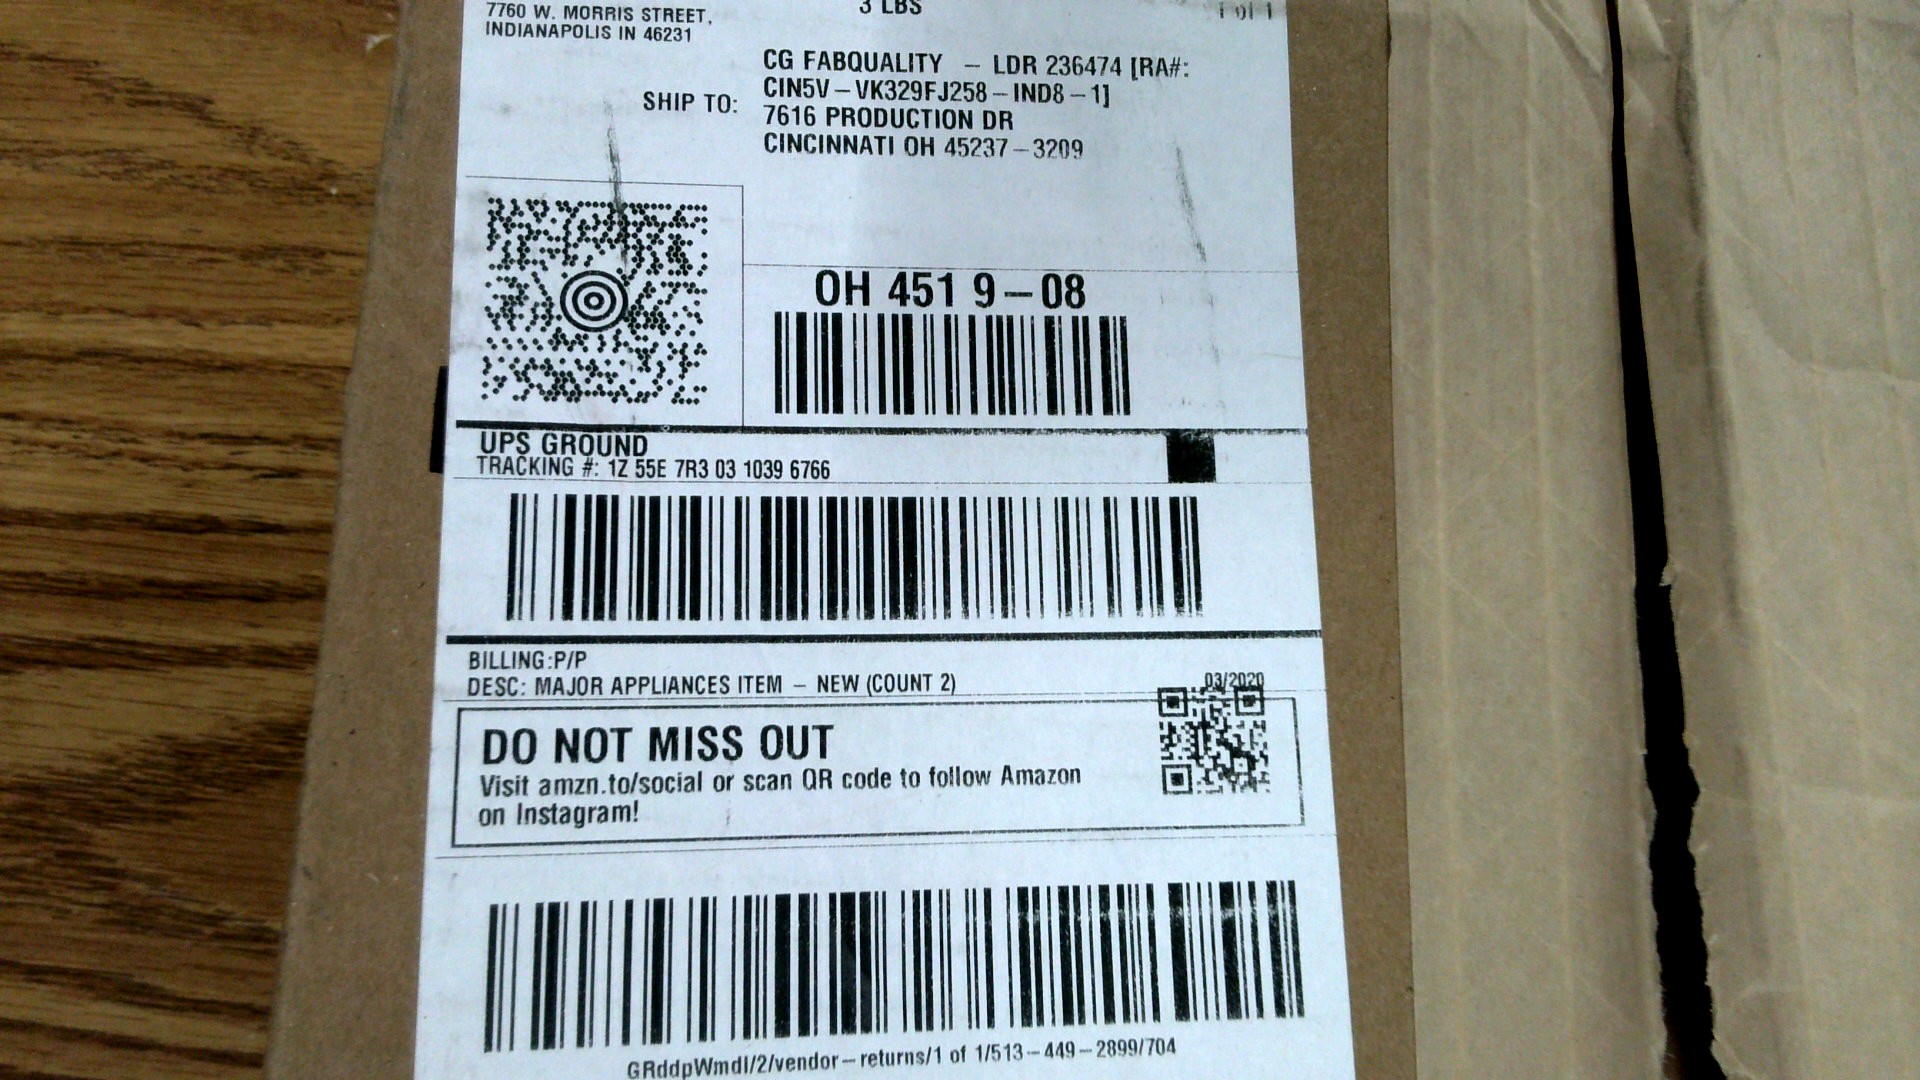 7760 W. MORRIS STREET,
INDIANAPOLIS IN 46231
3 LBS
1 of 1
SHIP TO:
CG FABQUALITY – LDR 236474 [RA#:
CIN5V–VK329FJ258–IND8–1]
7616 PRODUCTION DR
CINCINNATI OH 45237–3209
OH 451 9–08
UPS GROUND
TRACKING #: 1Z 55E 7R3 03 1039 6766
BILLING:P/P
DESC: MAJOR APPLIANCES ITEM – NEW (COUNT 2)
03/2020
DO NOT MISS OUT
Visit amzn.to/social or scan QR code to follow Amazon
on Instagram!
GRddpWmdl/2/vendor–returns/1 of 1/513–449–2899/704